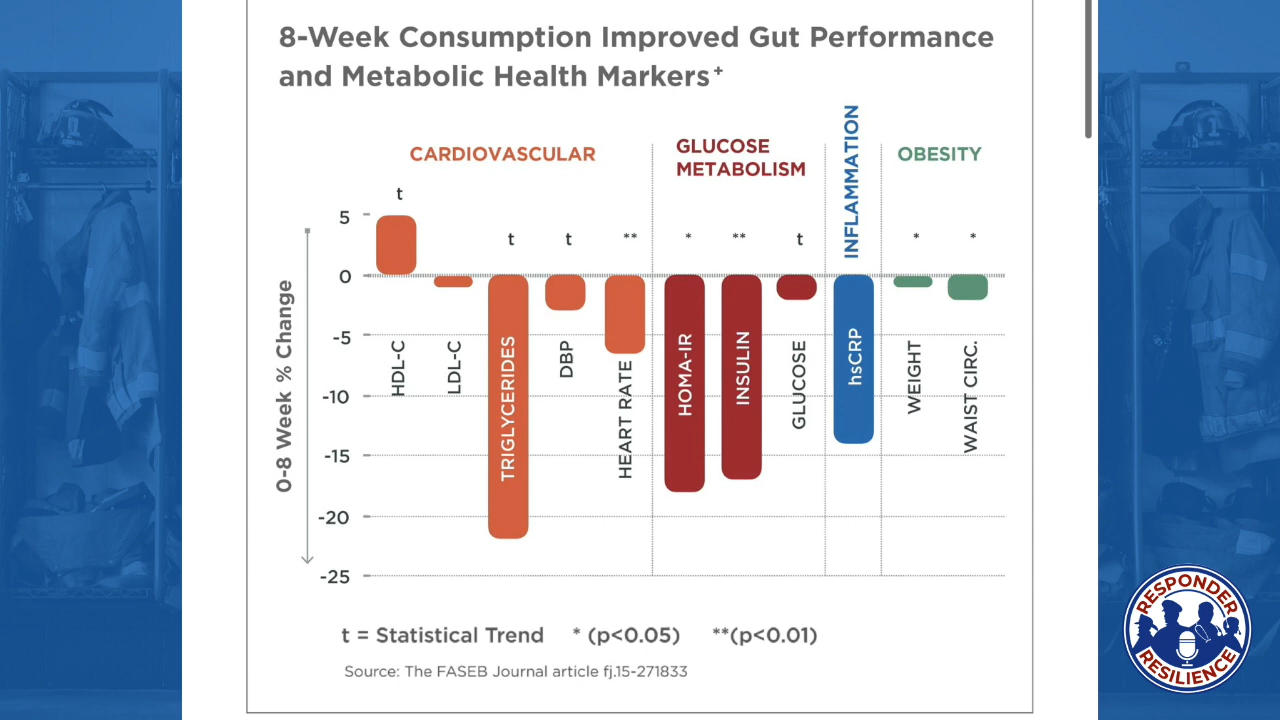 8-Week Consumption Improved Gut Performance
and Metabolic Health Markers+
CARDIOVASCULAR
GLUCOSE
METABOLISM
INFLAMMATION
OBESITY
t
t
t
**
*
**
t
*
*
0-8 Week % Change
5
0
-5
-10
-15
-20
-25
HDL-C
LDL-C
TRIGLYCERIDES
DBP
HEART RATE
HOMA-IR
INSULIN
GLUCOSE
hsCRP
WEIGHT
WAIST CIRC.
t = Statistical Trend * (p<0.05) **(p<0.01)
Source: The FASEB Journal article fj.15-271833
RESPONDER
RESILIENCE